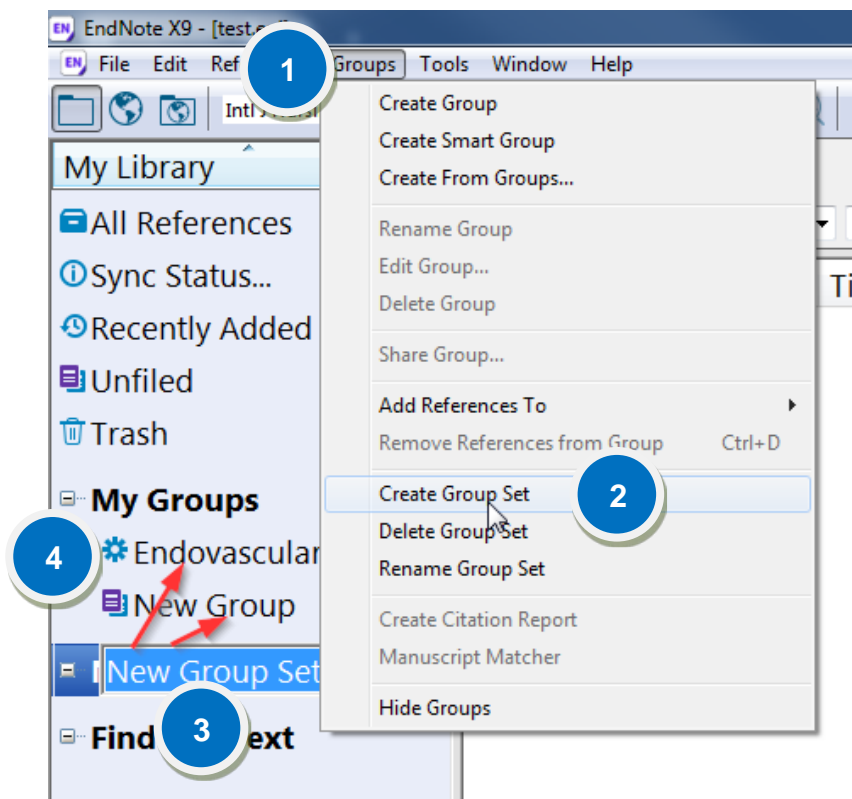 EndNote X9 - [test.e
File Edit Ref Groups Tools Window Help
1
Intl J Nursi
My Library
All References
Sync Status...
Recently Added
Unfiled
Trash
My Groups
Endovascular
New Group
New Group Set
Find ext
4
3
Create Group
Create Smart Group
Create From Groups...
Rename Group
Edit Group...
Delete Group
Share Group...
Add References To
Remove References from Group Ctrl+D
Create Group Set
2
Delete Group Set
Rename Group Set
Create Citation Report
Manuscript Matcher
Hide Groups
Ti